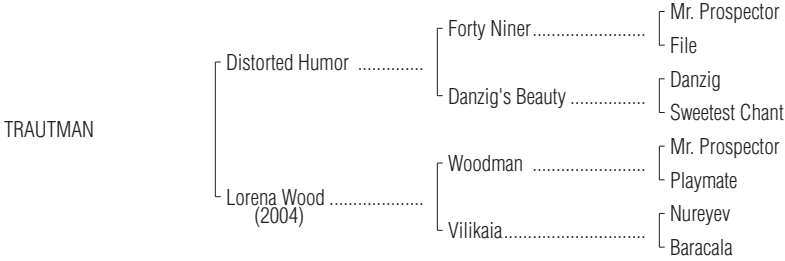 Mr. Prospector
Forty Niner........................
File
Distorted Humor ..............
Danzig
Danzig's Beauty ................
Sweetest Chant
TRAUTMAN
Mr. Prospector
Woodman ........................
Playmate
Lorena Wood ....................
(2004)
Nureyev
Vilikaia..............................
Baracala